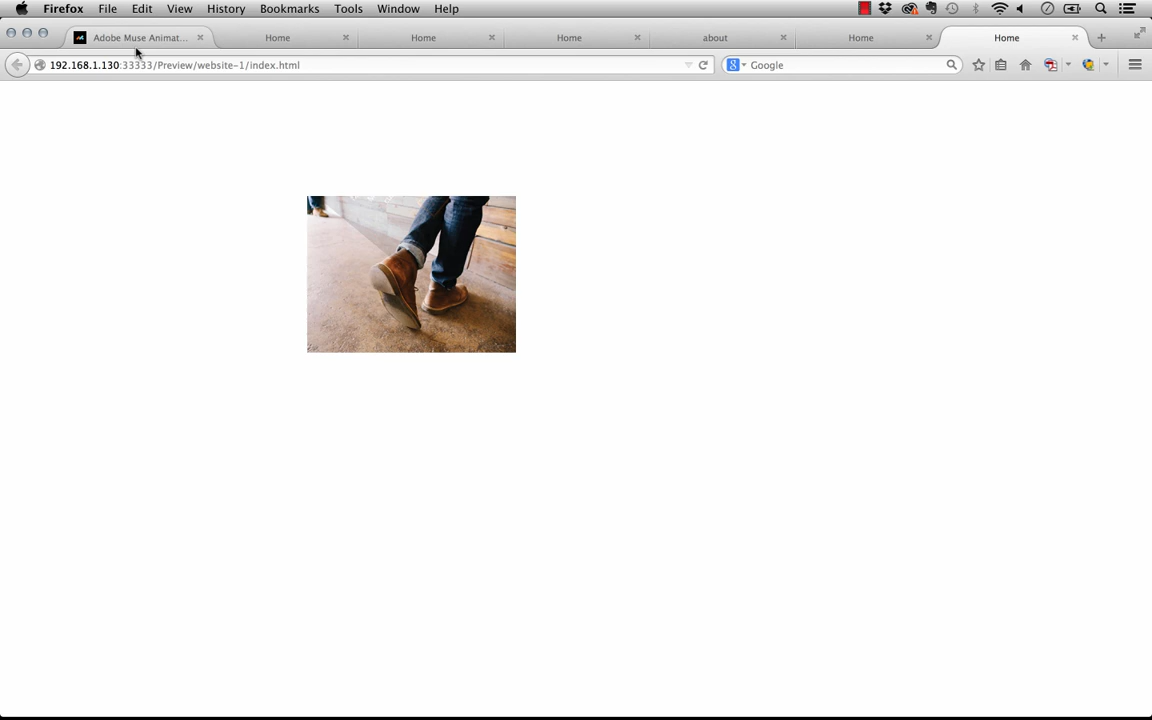 Firefox File Edit View History Bookmarks Tools Window Help
Adobe Muse Animat... Home Home Home about Home Home
192.168.1.130:33333/Preview/website-1/index.html Google